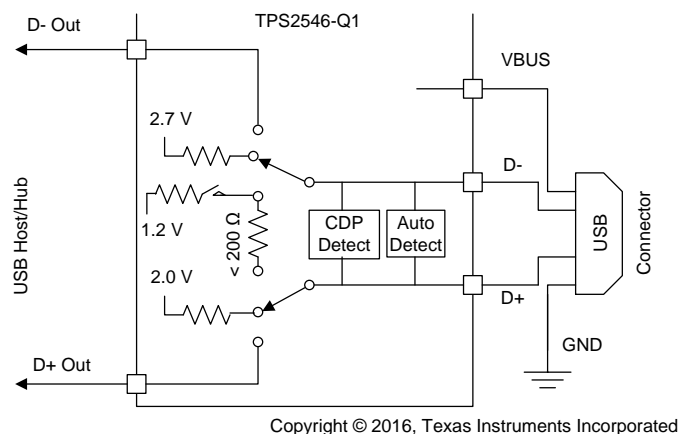 TPS2546-Q1
D- Out
VBUS
2.7 V
D-
1.2 V
< 200 Ω
CDP
Detect
Auto
Detect
USB
Connector
USB Host/Hub
2.0 V
D+
D+ Out
GND
Copyright © 2016, Texas Instruments Incorporated